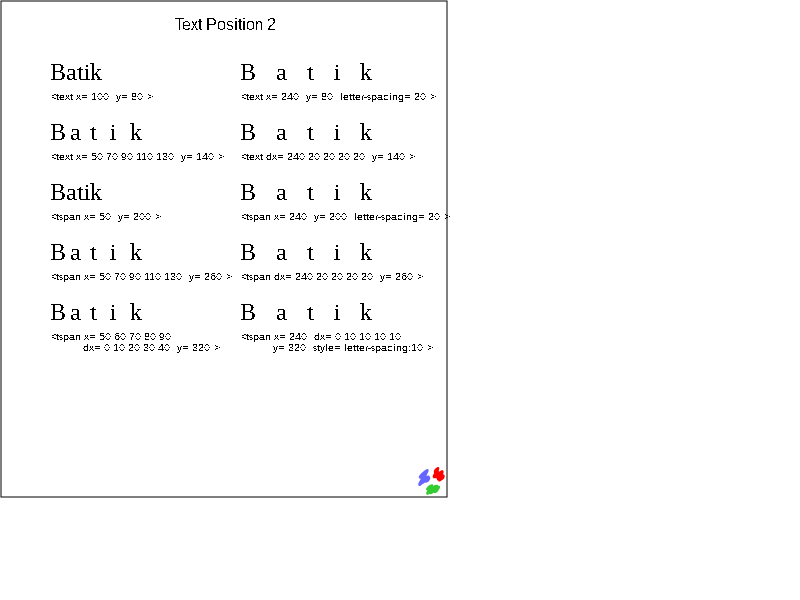 Text Position 2
Batik
B a t i k
<text x= 100 y= 80 >
<text x= 240 y= 80 letter-spacing= 20 >
B a t i k
B a t i k
<text x= 50 70 90 110 130 y= 140 >
<text dx= 240 20 20 20 20 y= 140 >
Batik
B a t i k
<tspan x= 50 y= 200 >
<tspan x= 240 y= 200 letter-spacing= 20 >
B a t i k
B a t i k
<tspan x= 50 70 90 110 130 y= 260 >
<tspan dx= 240 20 20 20 20 y= 260 >
B a t i k
B a t i k
<tspan x= 50 60 70 80 90
dx= 0 10 20 30 40 y= 320 >
<tspan x= 240 dx= 0 10 10 10 10
y= 320 style= letter-spacing:10 >